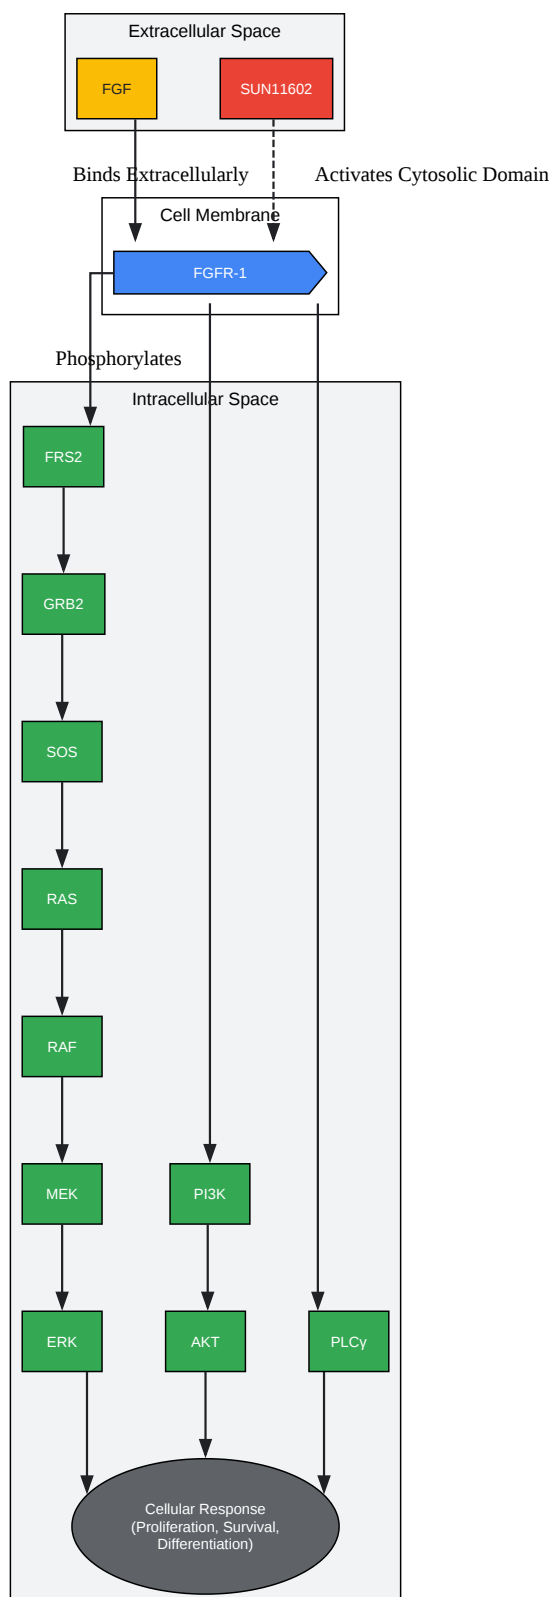 Extracellular Space
FGF
SUN11602
Binds Extracellularly
Activates Cytosolic Domain
Cell Membrane
FGFR-1
Phosphorylates
Intracellular Space
FRS2
GRB2
SOS
RAS
RAF
MEK
PI3K
ERK
AKT
PLCγ
Cellular Response
(Proliferation, Survival,
Differentiation)